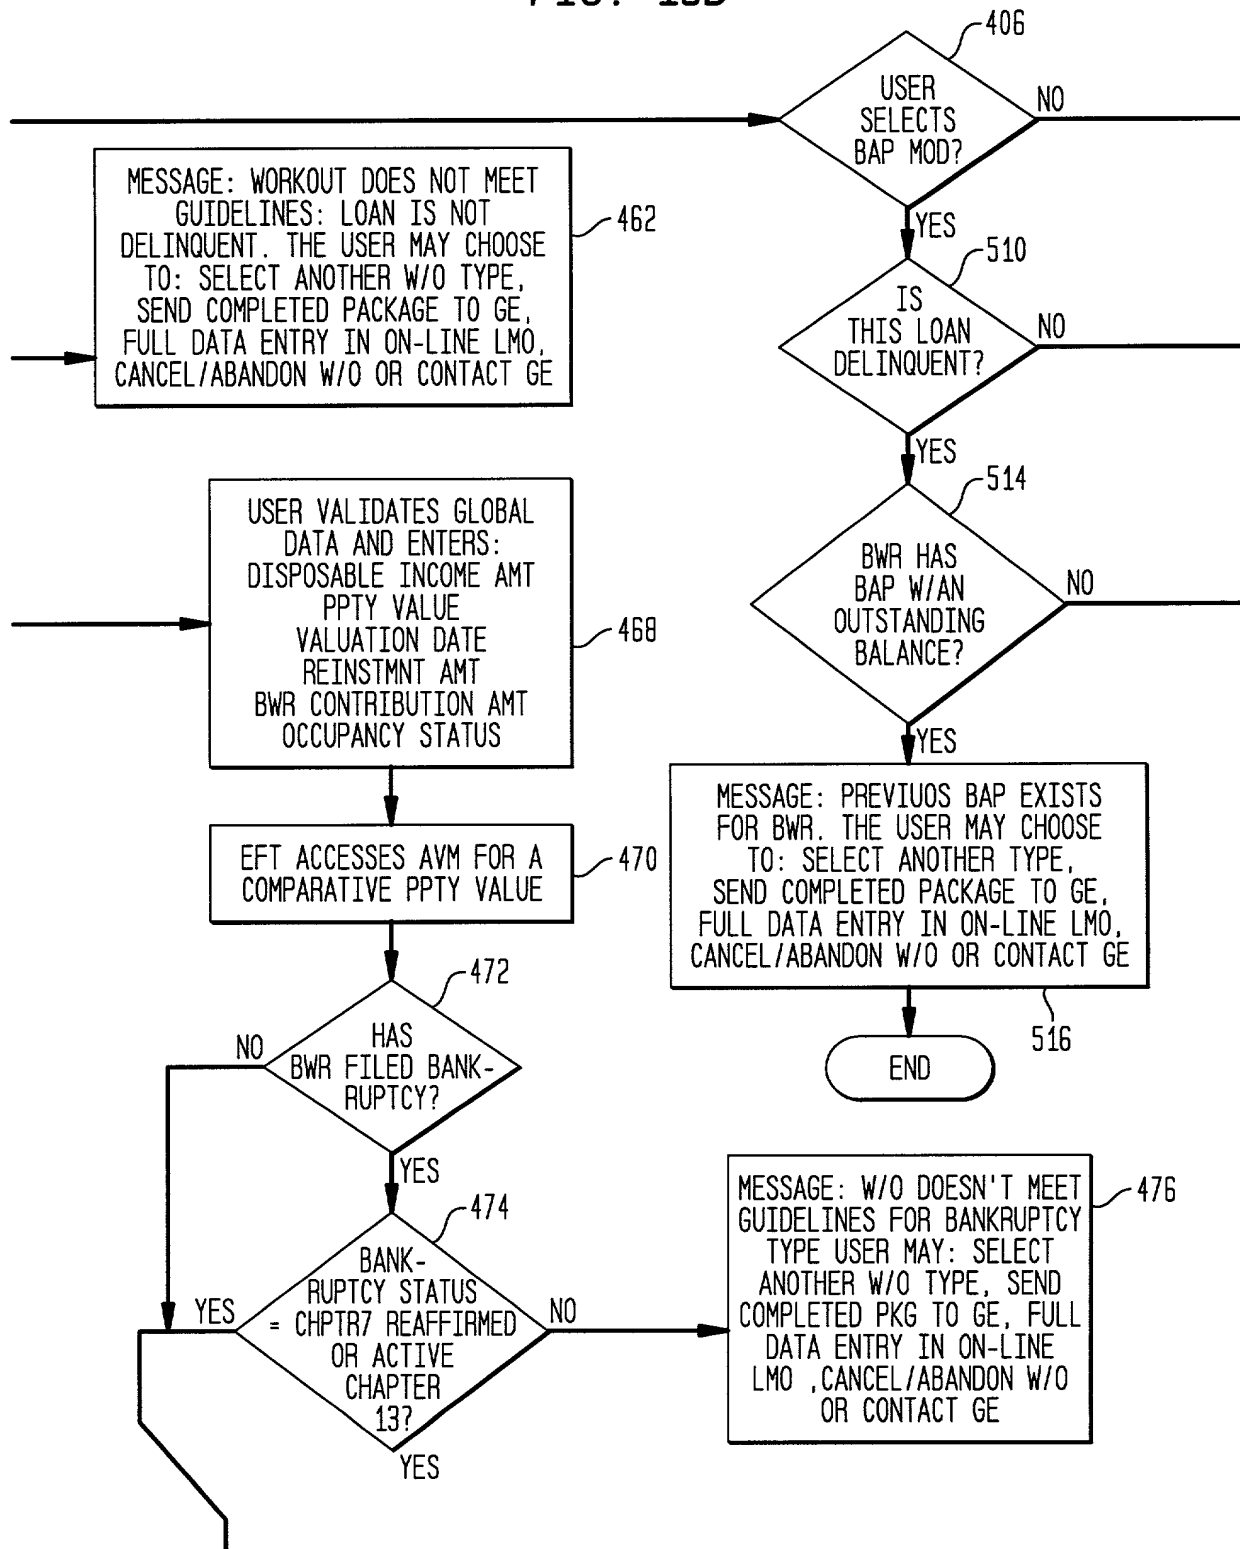 406
USER
SELECTS
BAP MOD?
NO
YES
MESSAGE: WORKOUT DOES NOT MEET
GUIDELINES: LOAN IS NOT
DELINQUENT. THE USER MAY CHOOSE
TO: SELECT ANOTHER W/O TYPE,
SEND COMPLETED PACKAGE TO GE,
FULL DATA ENTRY IN ON-LINE LMO,
CANCEL/ABANDON W/O OR CONTACT GE
462
510
IS
THIS LOAN
DELINQUENT?
NO
YES
514
BWR HAS
BAP W/AN
OUTSTANDING
BALANCE?
NO
YES
USER VALIDATES GLOBAL
DATA AND ENTERS:
DISPOSABLE INCOME AMT
PPTY VALUE
VALUATION DATE
REINSTMNT AMT
BWR CONTRIBUTION AMT
OCCUPANCY STATUS
468
MESSAGE: PREVIUOS BAP EXISTS
FOR BWR. THE USER MAY CHOOSE
TO: SELECT ANOTHER TYPE,
SEND COMPLETED PACKAGE TO GE,
FULL DATA ENTRY IN ON-LINE LMO,
CANCEL/ABANDON W/O OR CONTACT GE
516
END
EFT ACCESSES AVM FOR A
COMPARATIVE PPTY VALUE
470
472
HAS
BWR FILED BANK-
RUPTCY?
NO
YES
474
BANK-
RUPTCY STATUS
= CHPTR7 REAFFIRMED
OR ACTIVE
CHAPTER
13?
YES
NO
YES
MESSAGE: W/O DOESN'T MEET
GUIDELINES FOR BANKRUPTCY
TYPE USER MAY: SELECT
ANOTHER W/O TYPE, SEND
COMPLETED PKG TO GE, FULL
DATA ENTRY IN ON-LINE
LMO ,CANCEL/ABANDON W/O
OR CONTACT GE
476